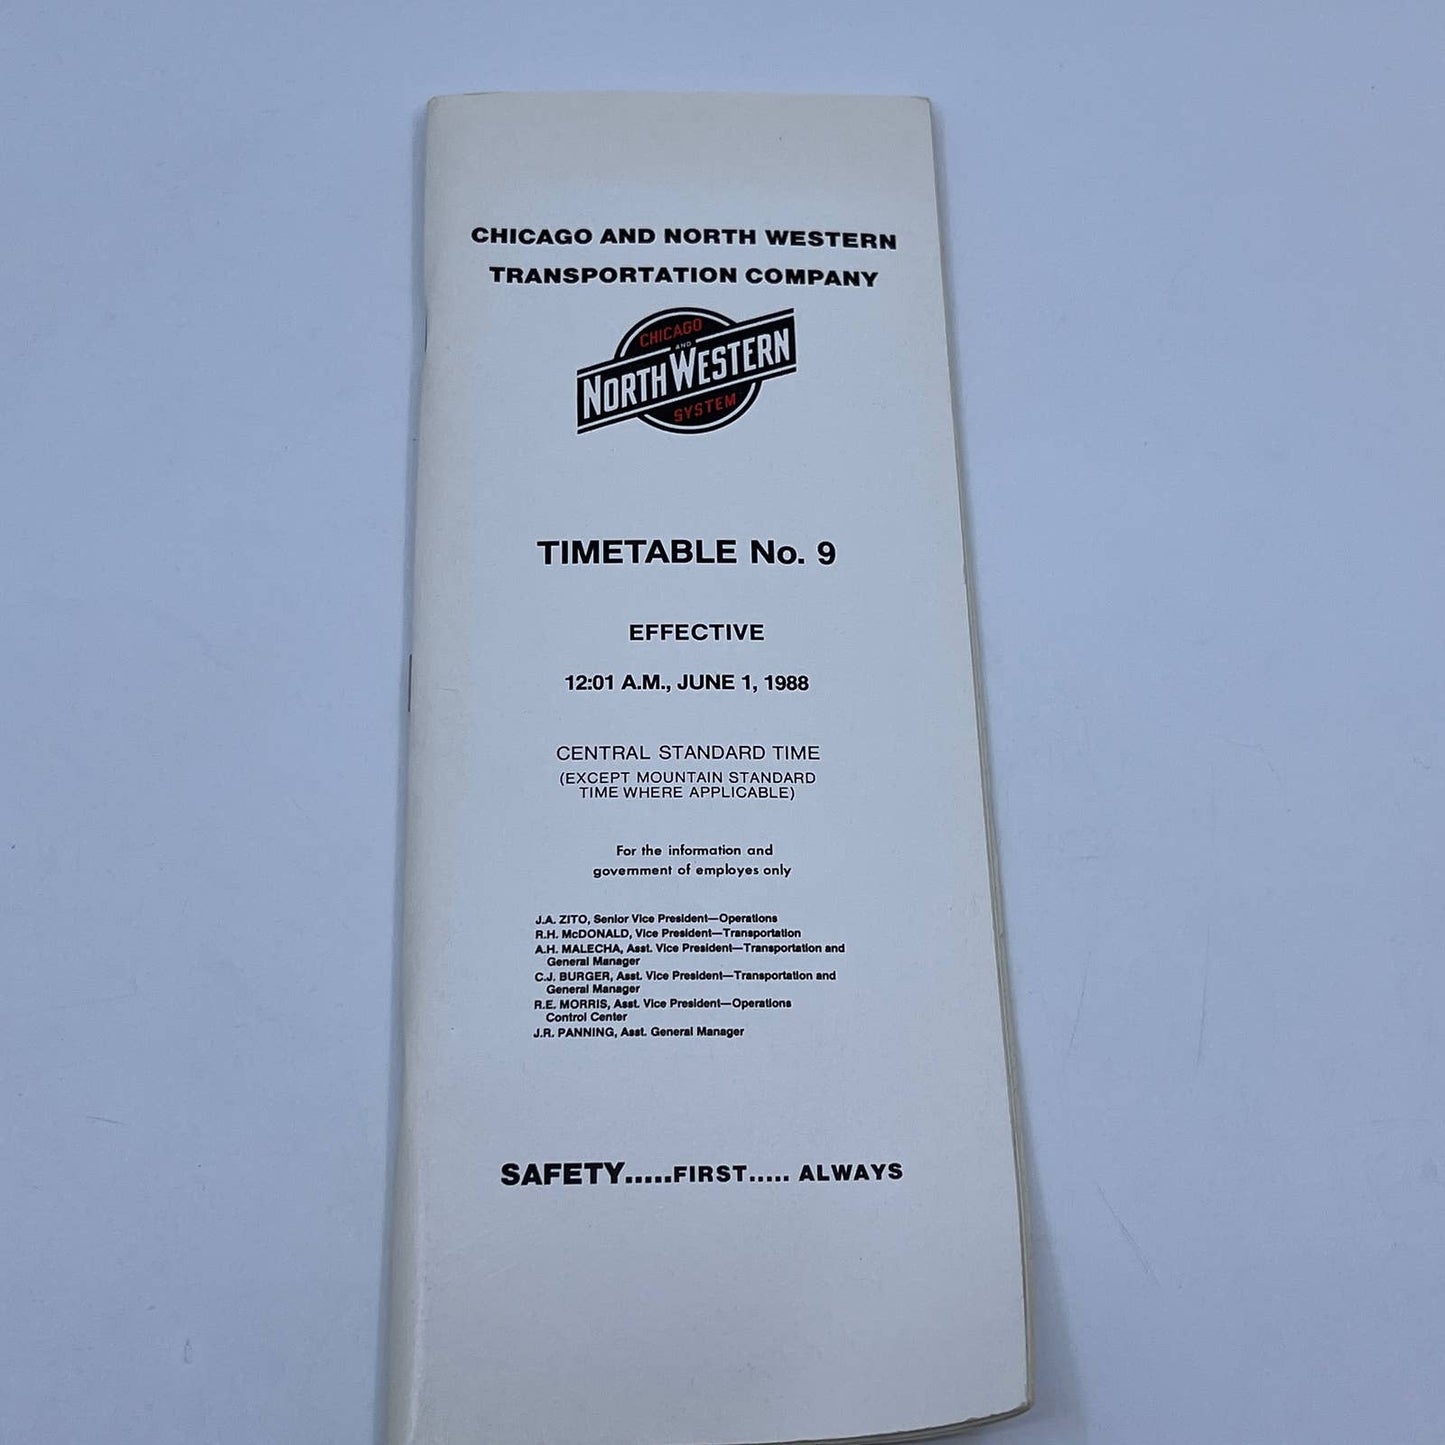 CHICAGO AND NORTH WESTERN
TRANSPORTATION COMPANY
CHICAGO
AND
NORTH WESTERN
SYSTEM
TIMETABLE No. 9
EFFECTIVE
12:01 A.M., JUNE 1, 1988
CENTRAL STANDARD TIME
(EXCEPT MOUNTAIN STANDARD
TIME WHERE APPLICABLE)
For the information and
government of employes only
J.A. ZITO, Senior Vice President—Operations
R.H. McDONALD, Vice President—Transportation
A.H. MALECHA, Asst. Vice President—Transportation and
General Manager
C.J. BURGER, Asst. Vice President—Transportation and
General Manager
R.E. MORRIS, Asst. Vice President—Operations
Control Center
J.R. PANNING, Asst. General Manager
SAFETY.....FIRST..... ALWAYS